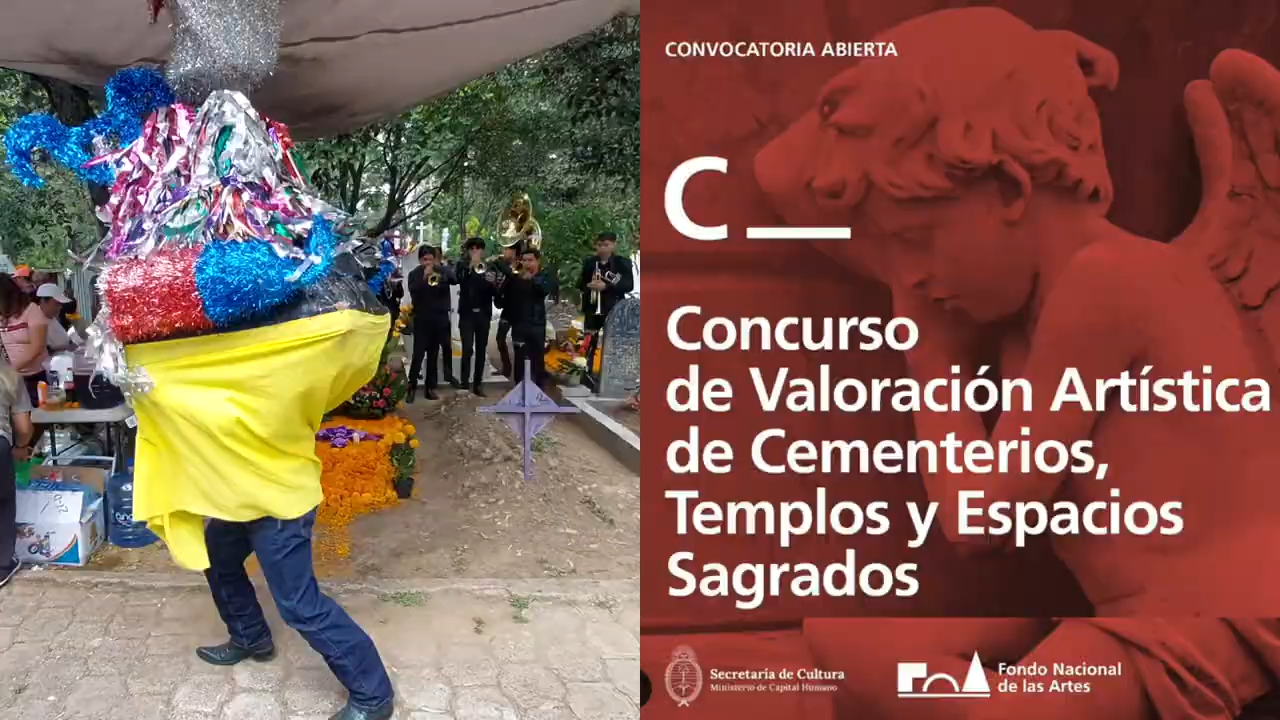 CONVOCATORIA ABIERTA
C
Concurso
de Valoración Artística
de Cementerios,
Templos y Espacios
Sagrados
Secretaría de Cultura
Ministerio de Capital Humano
Fondo Nacional
de las Artes